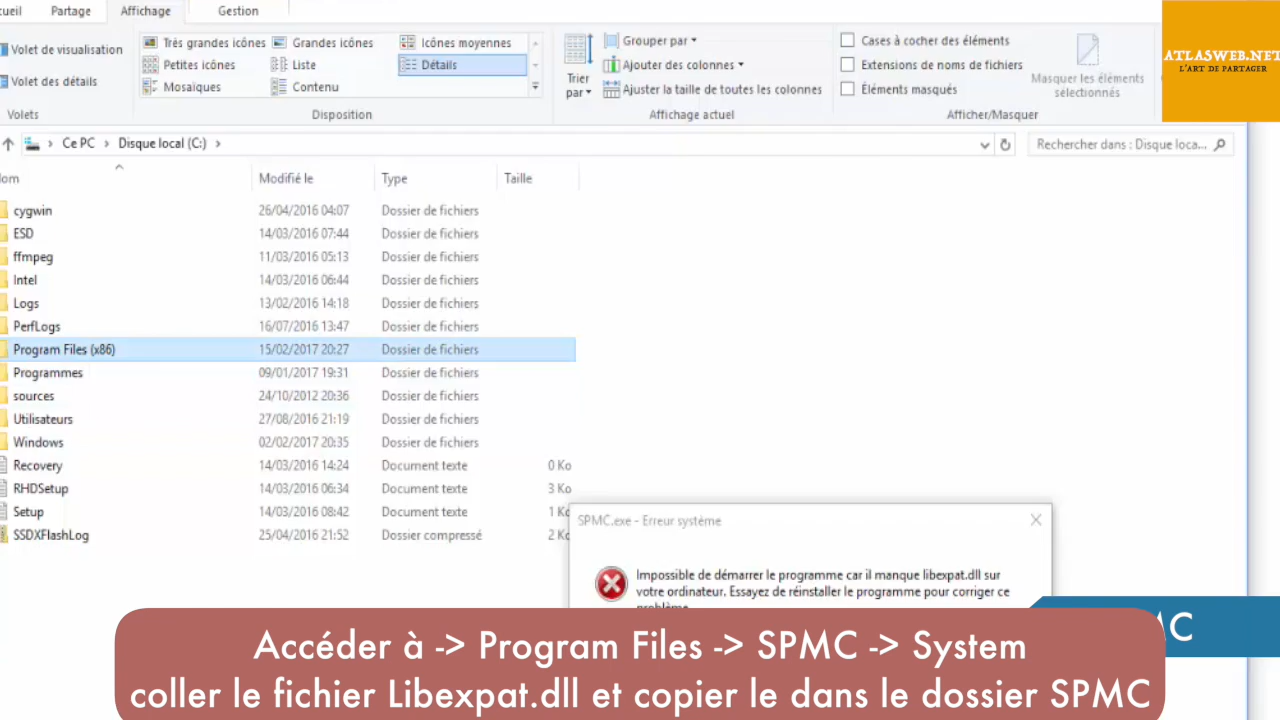 cueil Partage Affichage Gestion
Volet de visualisation
Volet des détails
Volets
Très grandes icônes Grandes icônes Icônes moyennes
Petites icônes Liste Détails
Mosaïques Contenu
Disposition
Trier par
Grouper par
Ajouter des colonnes
Ajuster la taille de toutes les colonnes
Affichage actuel
Cases à cocher des éléments
Extensions de noms de fichiers
Éléments masqués
Masquer les éléments
sélectionnés
Afficher/Masquer
ATLASWEB.NET
L'ART DE PARTAGER
Ce PC > Disque local (C:) >
Rechercher dans : Disque loca...
Nom Modifié le Type Taille
cygwin 26/04/2016 04:07 Dossier de fichiers
ESD 14/03/2016 07:44 Dossier de fichiers
ffmpeg 11/03/2016 05:13 Dossier de fichiers
Intel 14/03/2016 06:44 Dossier de fichiers
Logs 13/02/2016 14:18 Dossier de fichiers
PerfLogs 16/07/2016 13:47 Dossier de fichiers
Program Files (x86) 15/02/2017 20:27 Dossier de fichiers
Programmes 09/01/2017 19:31 Dossier de fichiers
sources 24/10/2012 20:36 Dossier de fichiers
Utilisateurs 27/08/2016 21:19 Dossier de fichiers
Windows 02/02/2017 20:35 Dossier de fichiers
Recovery 14/03/2016 14:24 Document texte 0 Ko
RHDSetup 14/03/2016 06:34 Document texte 3 Ko
Setup 14/03/2016 08:42 Document texte 1 Ko
SSDXFlashLog 25/04/2016 21:52 Dossier compressé 2 Ko
SPMC.exe - Erreur système
Impossible de démarrer le programme car il manque libexpat.dll sur
votre ordinateur. Essayez de réinstaller le programme pour corriger ce
problème.
MC
Accéder à -> Program Files -> SPMC -> System
coller le fichier Libexpat.dll et copier le dans le dossier SPMC